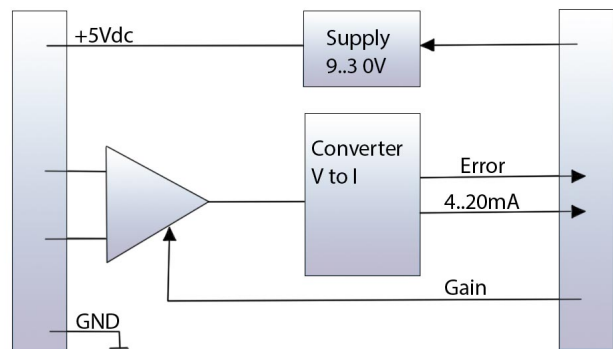 +5Vdc
Supply
9..3 0V
Converter
V to I
Error
4..20mA
Gain
GND